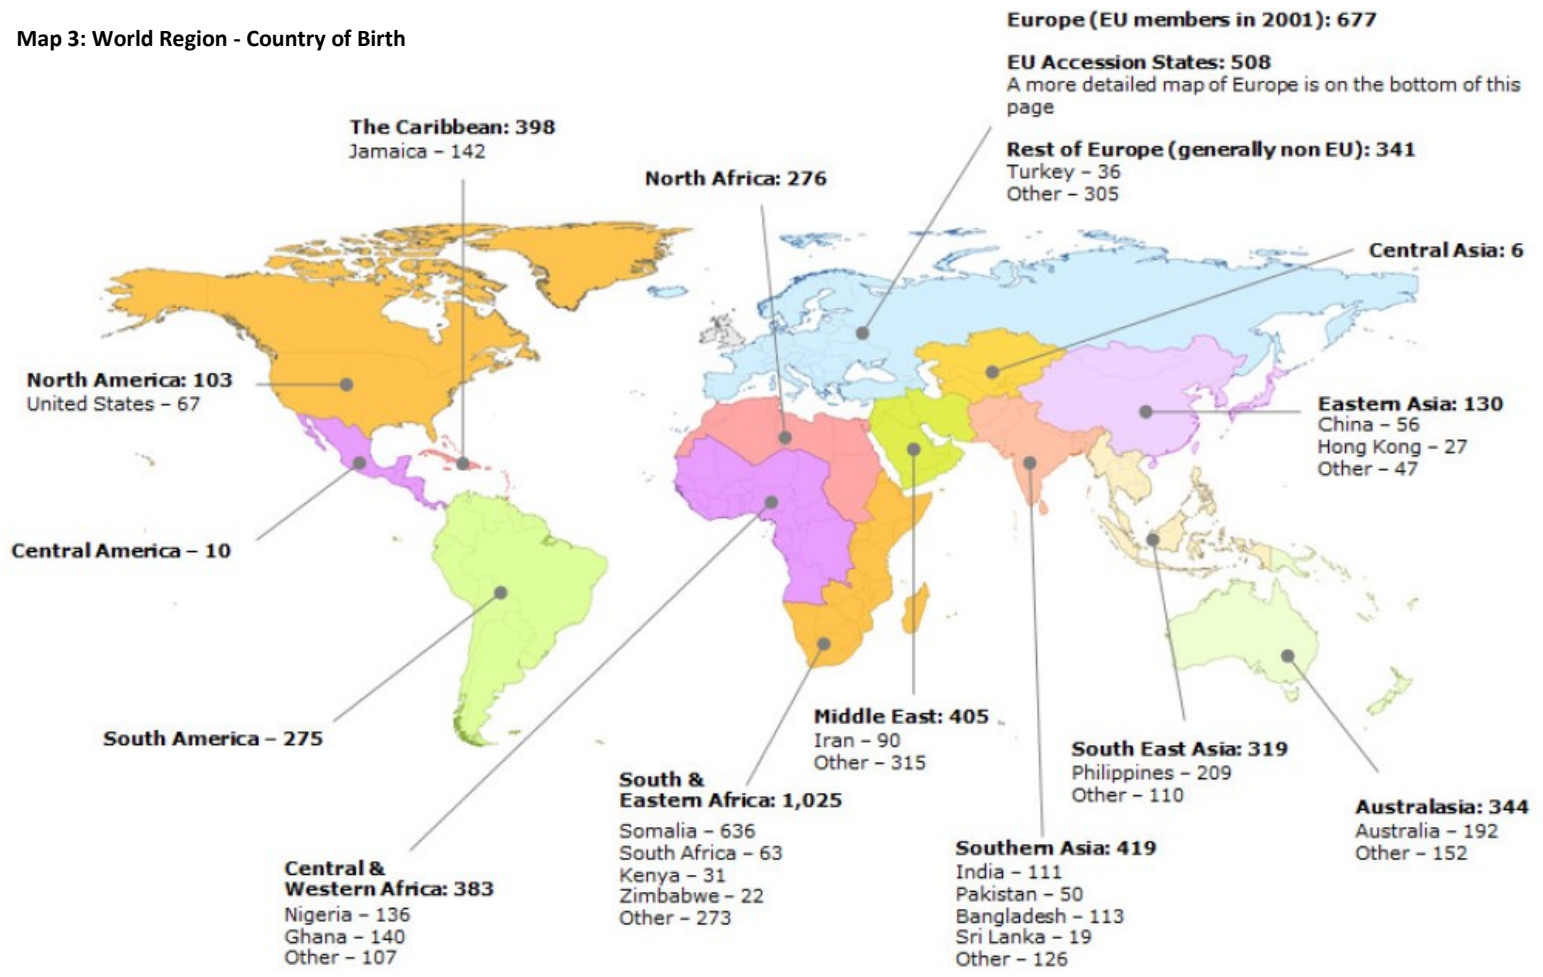 Map 3: World Region - Country of Birth
Europe (EU members in 2001): 677
EU Accession States: 508
A more detailed map of Europe is on the bottom of this
page
Rest of Europe (generally non EU): 341
Turkey – 36
Other – 305
The Caribbean: 398
Jamaica – 142
North Africa: 276
Central Asia: 6
North America: 103
United States – 67
Eastern Asia: 130
China – 56
Hong Kong – 27
Other – 47
Central America – 10
South America – 275
Middle East: 405
Iran – 90
Other – 315
South East Asia: 319
Philippines – 209
Other – 110
South &
Eastern Africa: 1,025
Somalia – 636
South Africa – 63
Kenya – 31
Zimbabwe – 22
Other – 273
Australasia: 344
Australia – 192
Other – 152
Southern Asia: 419
India – 111
Pakistan – 50
Bangladesh – 113
Sri Lanka – 19
Other – 126
Central &
Western Africa: 383
Nigeria – 136
Ghana – 140
Other – 107